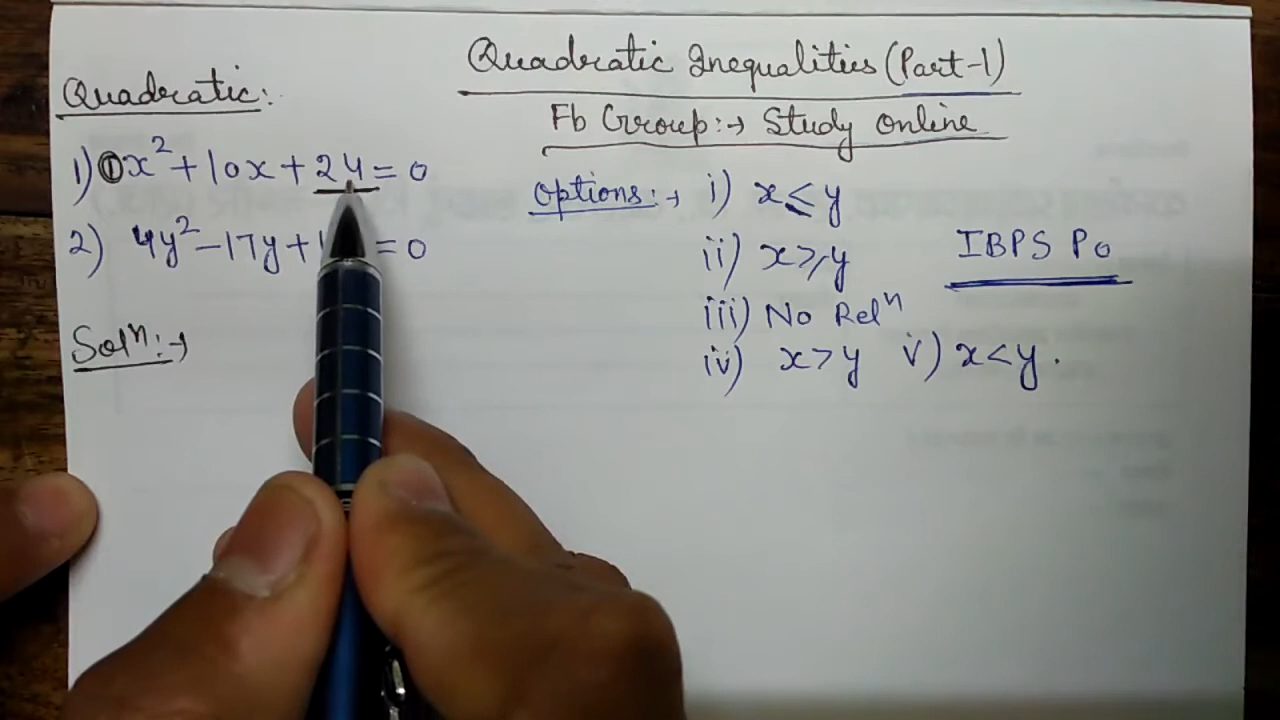 Quadratic Inequalities (Part-1)
Fb Group:→ Study Online
Quadratic:
1) 1x² + 10x + 24 = 0
2) 4y² - 17y + = 0
Solⁿ:→
Options:→ i) x ≤ y
ii) x ≥ y
iii) No Relⁿ
iv) x > y v) x < y.
IBPS PO